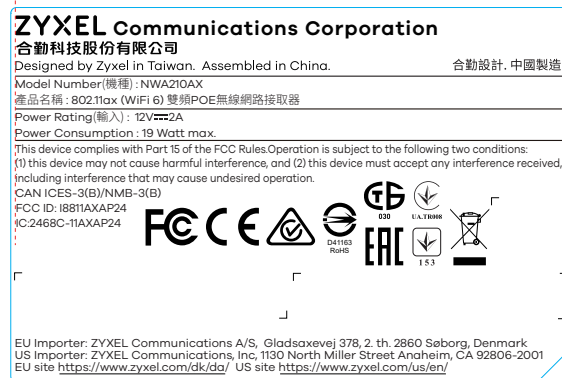 ZYXEL Communications Corporation
合勤科技股份有限公司
Designed by Zyxel in Taiwan. Assembled in China. 合勤設計. 中國製造
Model Number(機種) : NWA210AX
產品名稱 : 802.11ax (WiFi 6) 雙頻POE無線網路接取器
Power Rating(輸入) : 12V⎓2A
Power Consumption : 19 Watt max.
This device complies with Part 15 of the FCC Rules.Operation is subject to the following two conditions:
(1) this device may not cause harmful interference, and (2) this device must accept any interference received,
including interference that may cause undesired operation.
CAN ICES-3(B)/NMB-3(B)
FCC ID: I8811AXAP24
IC:2468C-11AXAP24
FC CE
D41163
RoHS
030
UA.TR008
EAC
153
EU Importer: ZYXEL Communications A/S, Gladsaxevej 378, 2. th. 2860 Søborg, Denmark
US Importer: ZYXEL Communications, Inc, 1130 North Miller Street Anaheim, CA 92806-2001
EU site https://www.zyxel.com/dk/da/ US site https://www.zyxel.com/us/en/